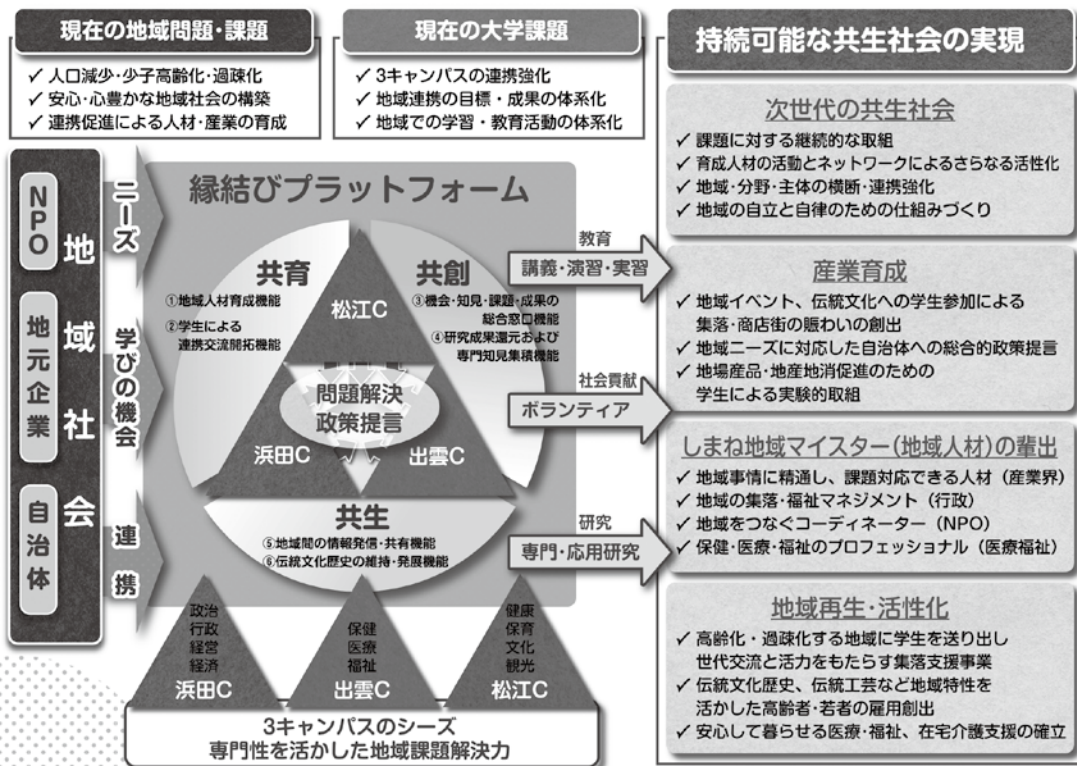 現在の地域問題・課題
✓ 人口減少・少子高齢化・過疎化
✓ 安心・心豊かな地域社会の構築
✓ 連携促進による人材・産業の育成
現在の大学課題
✓ 3キャンパスの連携強化
✓ 地域連携の目標・成果の体系化
✓ 地域での学習・教育活動の体系化
持続可能な共生社会の実現
次世代の共生社会
✓ 課題に対する継続的な取組
✓ 育成人材の活動とネットワークによるさらなる活性化
✓ 地域・分野・主体の横断・連携強化
✓ 地域の自立と自律のための仕組みづくり
産業育成
✓ 地域イベント、伝統文化への学生参加による
集落・商店街の賑わいの創出
✓ 地域ニーズに対応した自治体への総合的政策提言
✓ 地場産品・地産地消促進のための
学生による実験的取組
しまね地域マイスター(地域人材)の輩出
✓ 地域事情に精通し、課題対応できる人材（産業界）
✓ 地域の集落・福祉マネジメント（行政）
✓ 地域をつなぐコーディネーター（NPO）
✓ 保健・医療・福祉のプロフェッショナル（医療福祉）
地域再生・活性化
✓ 高齢化・過疎化する地域に学生を送り出し
世代交流と活力をもたらす集落支援事業
✓ 伝統文化歴史、伝統工芸など地域特性を
活かした高齢者・若者の雇用創出
✓ 安心して暮らせる医療・福祉、在宅介護支援の確立
地域社会
NPO
地元企業
自治体
ニーズ
学びの機会
連携
縁結びプラットフォーム
共育
①地域人材育成機能
②学生による
連携交流開拓機能
共創
③機会・知見・課題・成果の
総合窓口機能
④研究成果還元および
専門知見集積機能
松江C
問題解決
政策提言
浜田C
出雲C
共生
⑤地域間の情報発信・共有機能
⑥伝統文化歴史の維持・発展機能
教育
講義・演習・実習
社会貢献
ボランティア
研究
専門・応用研究
政治
行政
経営
経済
浜田C
保健
医療
福祉
出雲C
健康
保育
文化
観光
松江C
3キャンパスのシーズ
専門性を活かした地域課題解決力